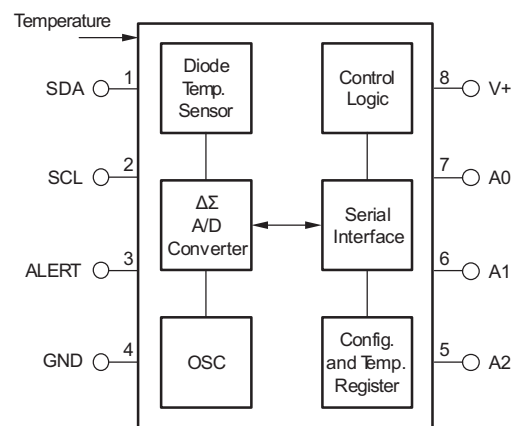 Temperature
SDA
1
SCL
2
ALERT
3
GND
4
Diode
Temp.
Sensor
ΔΣ
A/D
Converter
OSC
Control
Logic
Serial
Interface
Config.
and Temp.
Register
8
V+
7
A0
6
A1
5
A2